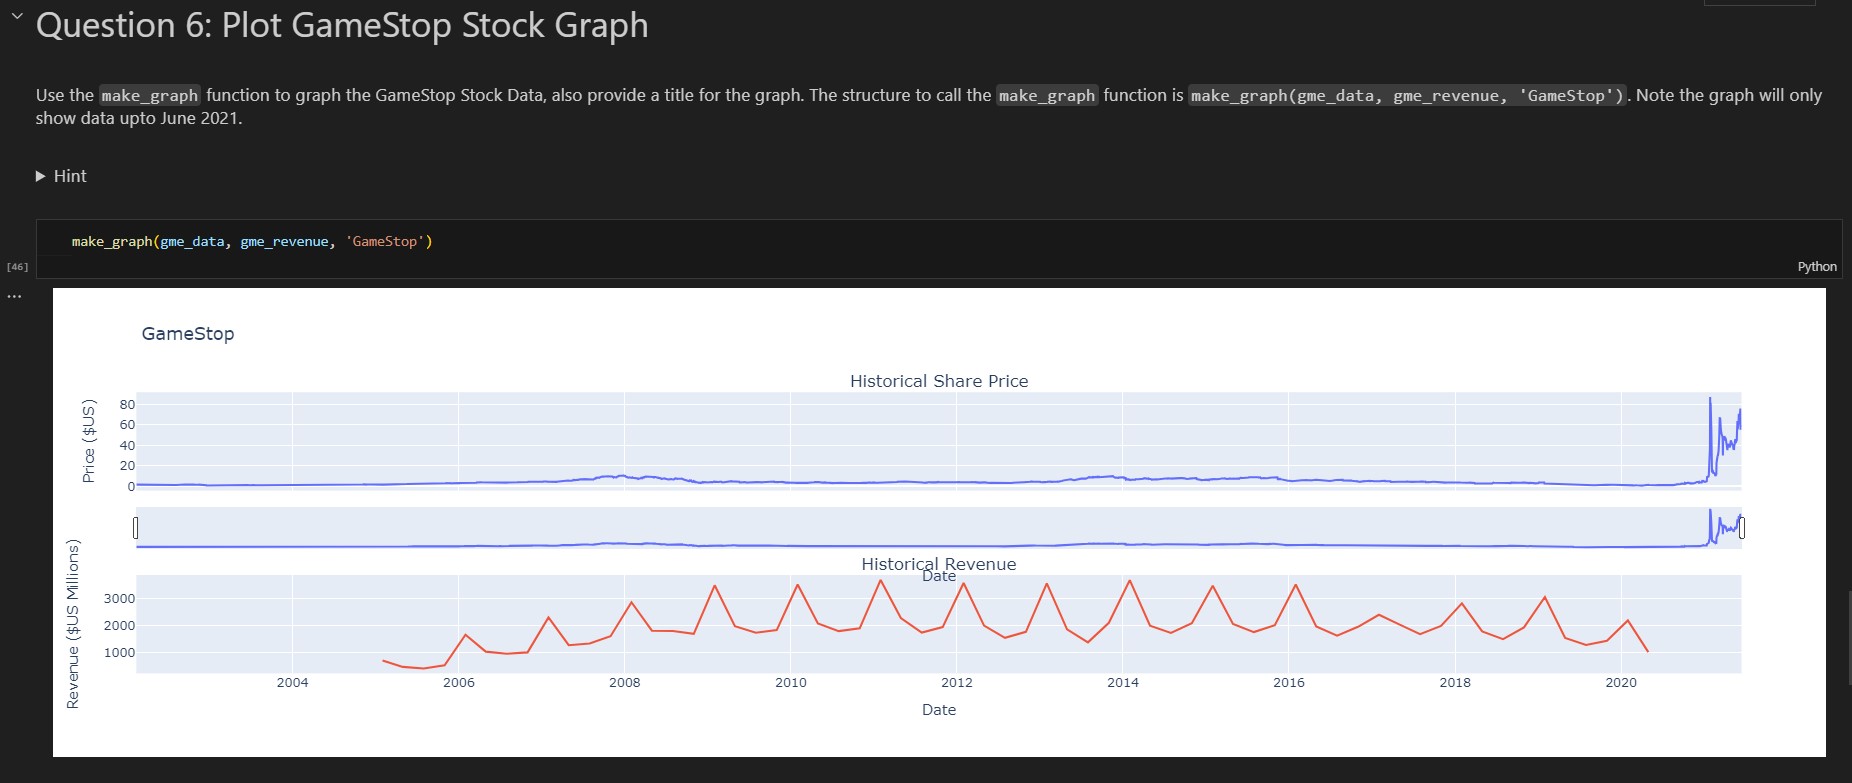 Question 6: Plot GameStop Stock Graph
Use the make_graph function to graph the GameStop Stock Data, also provide a title for the graph. The structure to call the make_graph function is make_graph(gme_data, gme_revenue, 'GameStop'). Note the graph will only
show data upto June 2021.
Hint
make_graph(gme_data, gme_revenue, 'GameStop')
[46]
Python
...
GameStop
Historical Share Price
Price ($US)
80
60
40
20
0
Historical Revenue
Date
Revenue ($US Millions)
3000
2000
1000
2004 2006 2008 2010 2012 2014 2016 2018 2020
Date